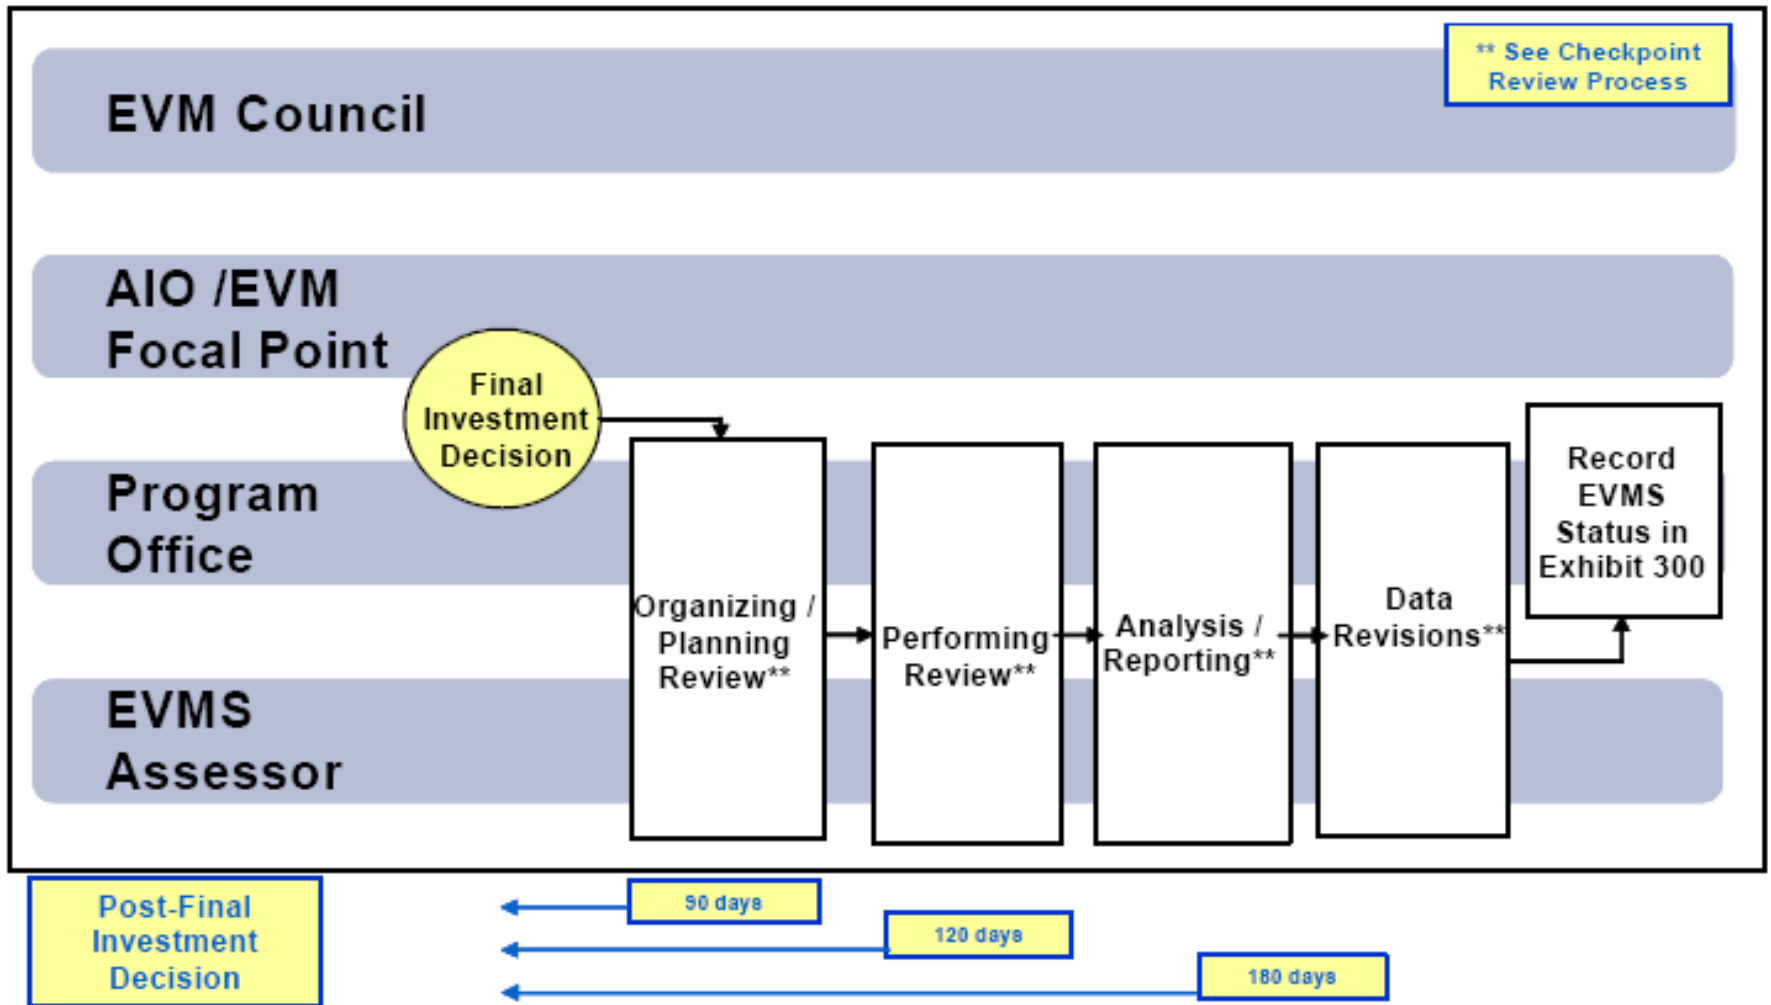 ** See Checkpoint
Review Process
EVM Council
AIO /EVM
Focal Point
Final
Investment
Decision
Program
Office
Organizing /
Planning
Review**
Performing
Review**
Analysis /
Reporting**
Data
Revisions**
Record
EVMS
Status in
Exhibit 300
EVMS
Assessor
Post-Final
Investment
Decision
90 days
120 days
180 days